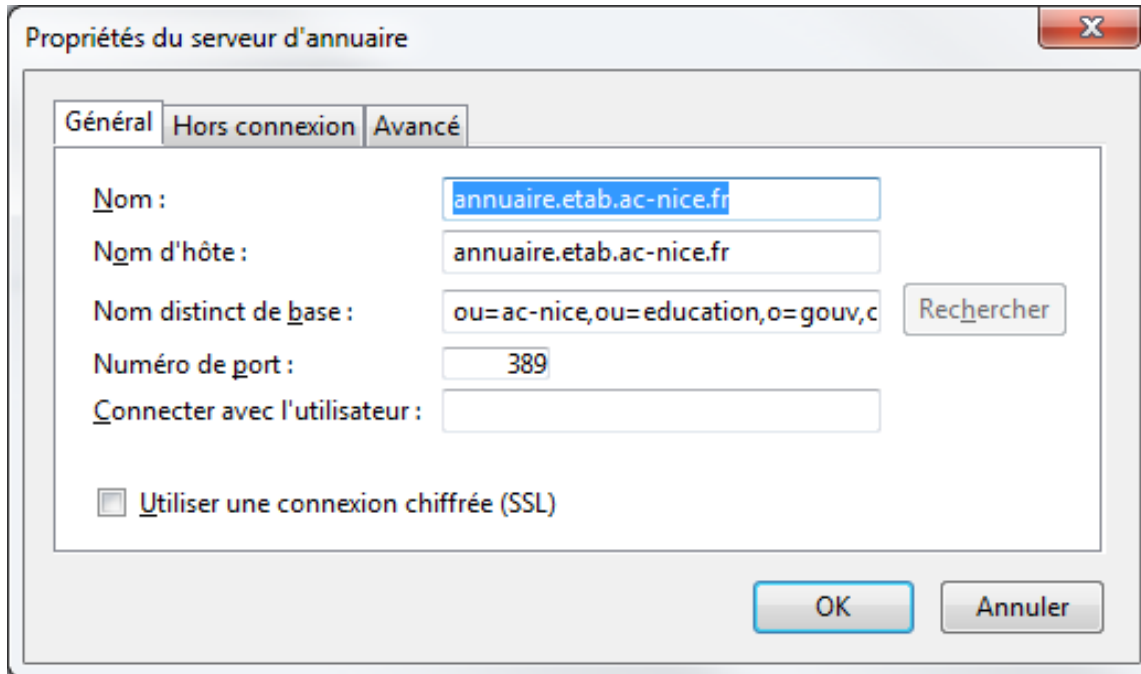 Propriétés du serveur d'annuaire
Général Hors connexion Avancé
Nom : annuaire.etab.ac-nice.fr
Nom d'hôte : annuaire.etab.ac-nice.fr
Nom distinct de base : ou=ac-nice,ou=education,o=gouv,c Rechercher
Numéro de port : 389
Connecter avec l'utilisateur :
Utiliser une connexion chiffrée (SSL)
OK Annuler